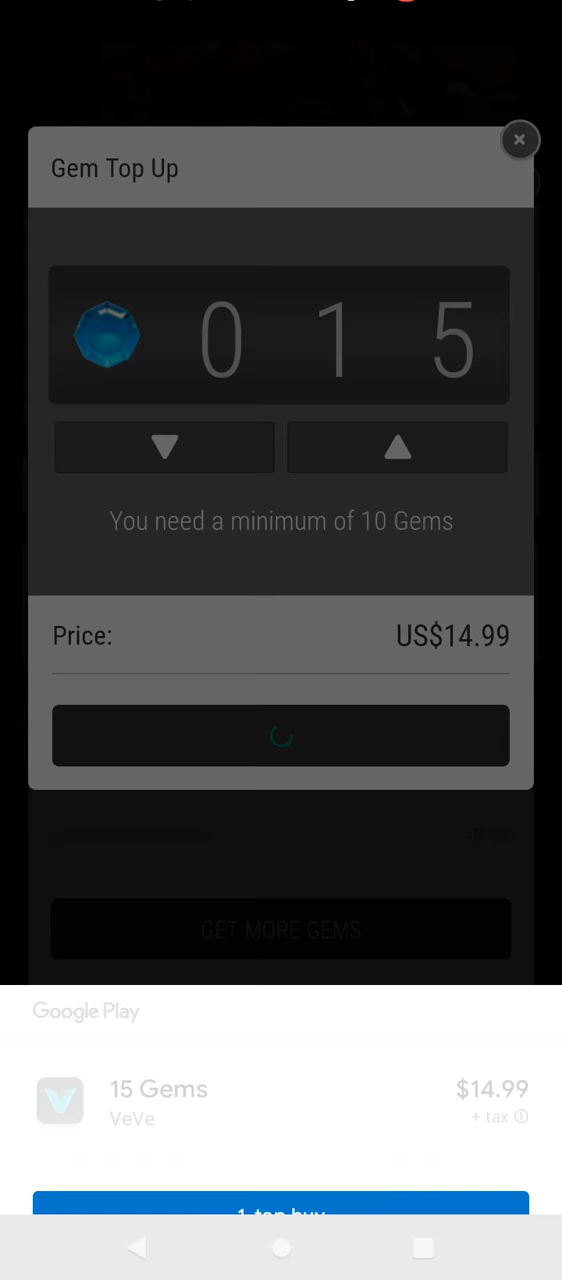 Gem Top Up
0 1 5
You need a minimum of 10 Gems
Price: US$14.99
GET MORE GEMS
Google Play
15 Gems $14.99
VeVe + tax
1-tap buy